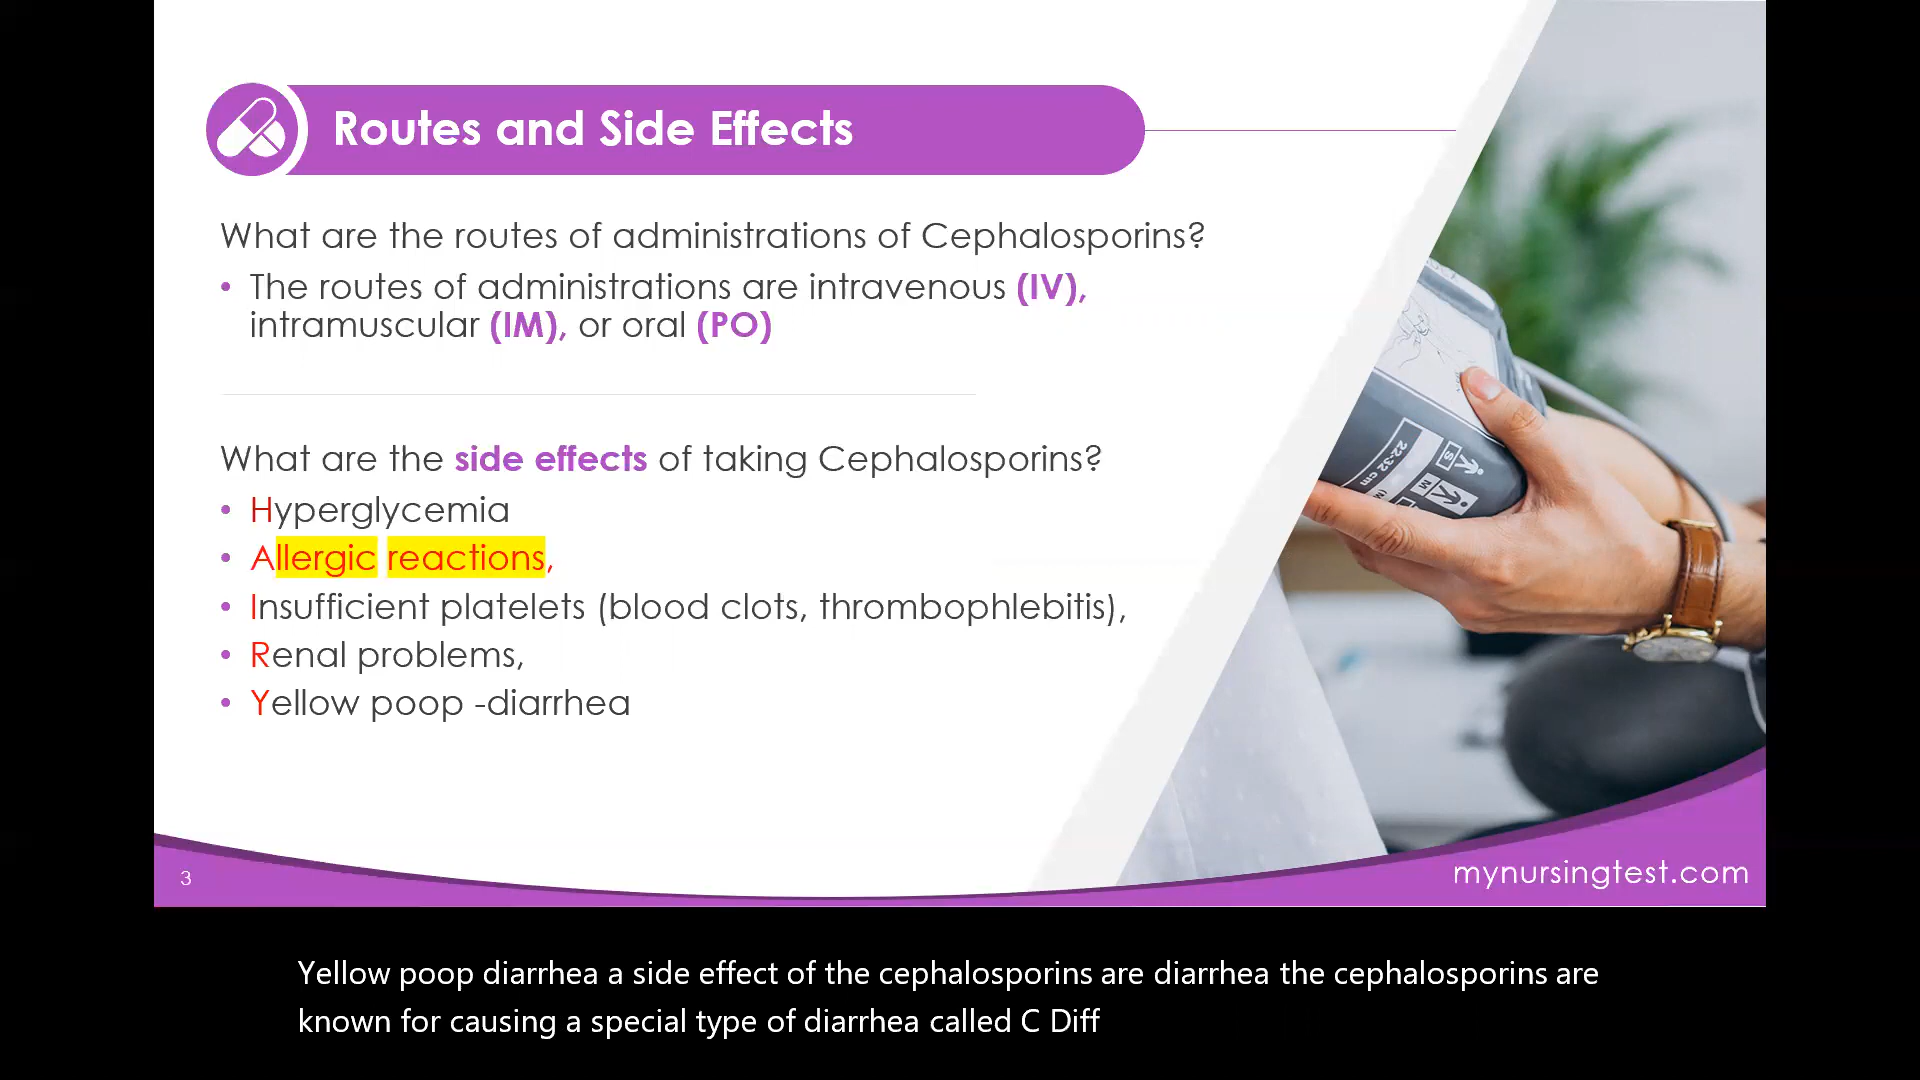 Routes and Side Effects
What are the routes of administrations of Cephalosporins?
• The routes of administrations are intravenous (IV),
intramuscular (IM), or oral (PO)
What are the side effects of taking Cephalosporins?
• Hyperglycemia
• Allergic reactions,
• Insufficient platelets (blood clots, thrombophlebitis),
• Renal problems,
• Yellow poop -diarrhea
22-32 cm
S
M
3
mynursingtest.com
Yellow poop diarrhea a side effect of the cephalosporins are diarrhea the cephalosporins are
known for causing a special type of diarrhea called C Diff